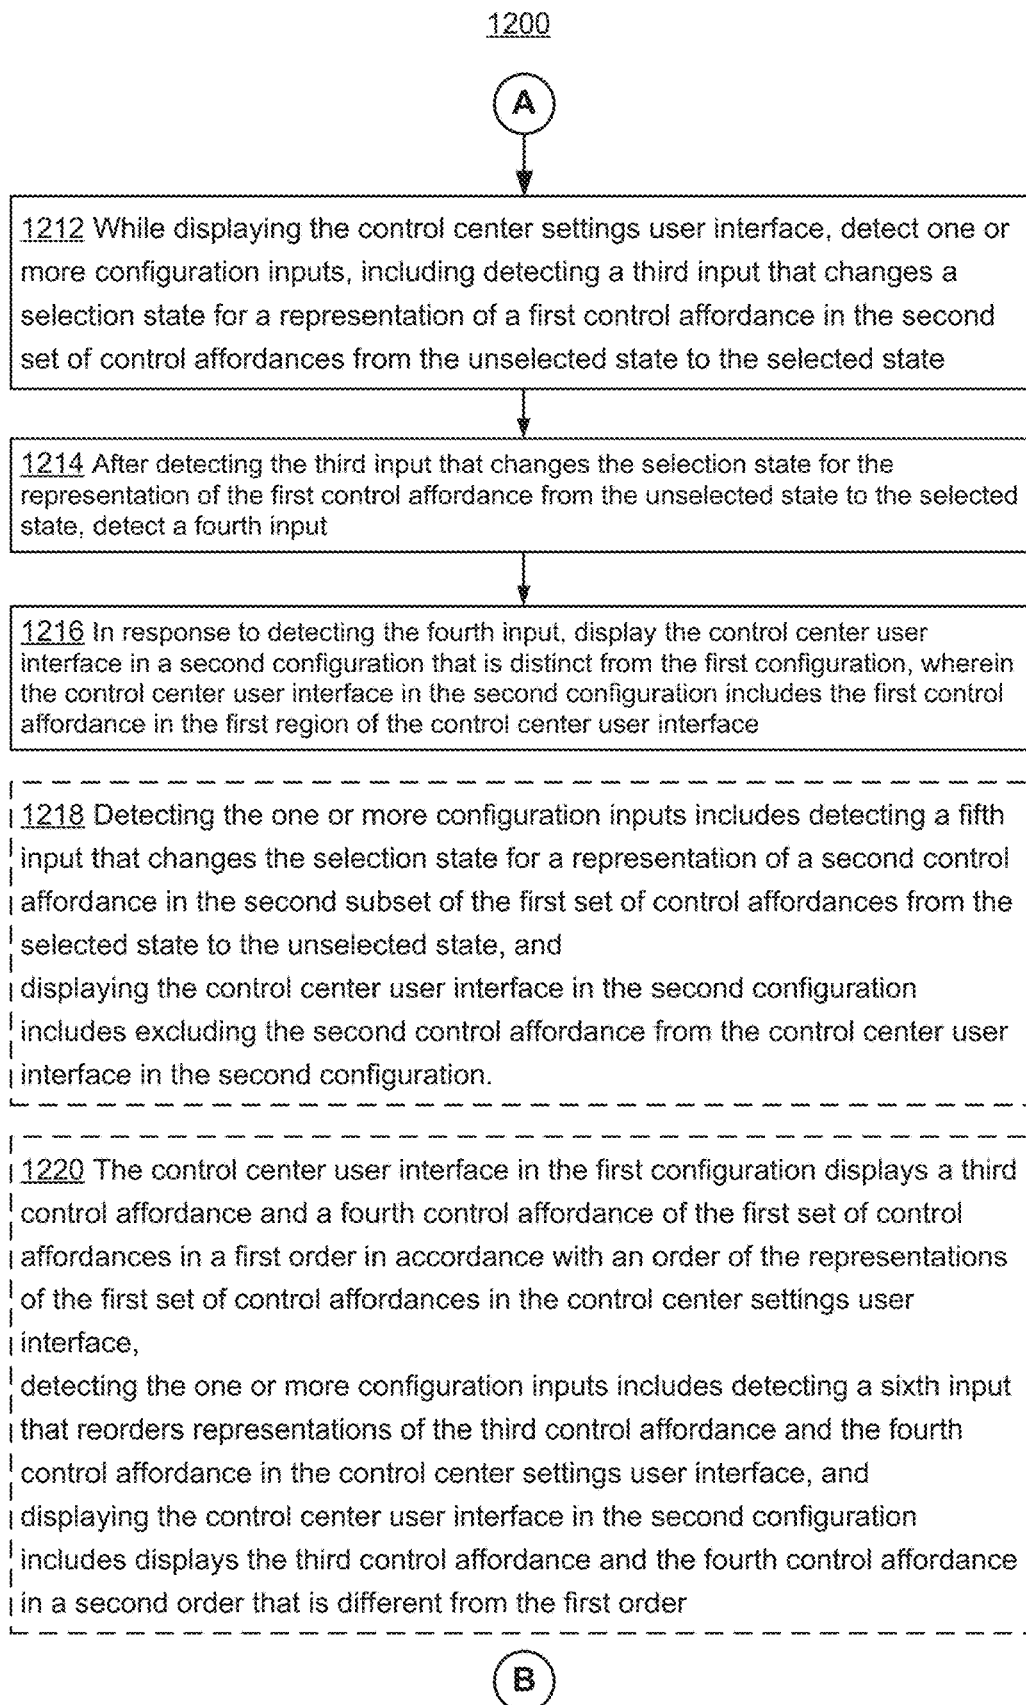 1200
A
1212 While displaying the control center settings user interface, detect one or
more configuration inputs, including detecting a third input that changes a
selection state for a representation of a first control affordance in the second
set of control affordances from the unselected state to the selected state
1214 After detecting the third input that changes the selection state for the
representation of the first control affordance from the unselected state to the selected
state, detect a fourth input
1216 In response to detecting the fourth input, display the control center user
interface in a second configuration that is distinct from the first configuration, wherein
the control center user interface in the second configuration includes the first control
affordance in the first region of the control center user interface
1218 Detecting the one or more configuration inputs includes detecting a fifth
input that changes the selection state for a representation of a second control
affordance in the second subset of the first set of control affordances from the
selected state to the unselected state, and
displaying the control center user interface in the second configuration
includes excluding the second control affordance from the control center user
interface in the second configuration.
1220 The control center user interface in the first configuration displays a third
control affordance and a fourth control affordance of the first set of control
affordances in a first order in accordance with an order of the representations
of the first set of control affordances in the control center settings user
interface,
detecting the one or more configuration inputs includes detecting a sixth input
that reorders representations of the third control affordance and the fourth
control affordance in the control center settings user interface, and
displaying the control center user interface in the second configuration
includes displays the third control affordance and the fourth control affordance
in a second order that is different from the first order
B